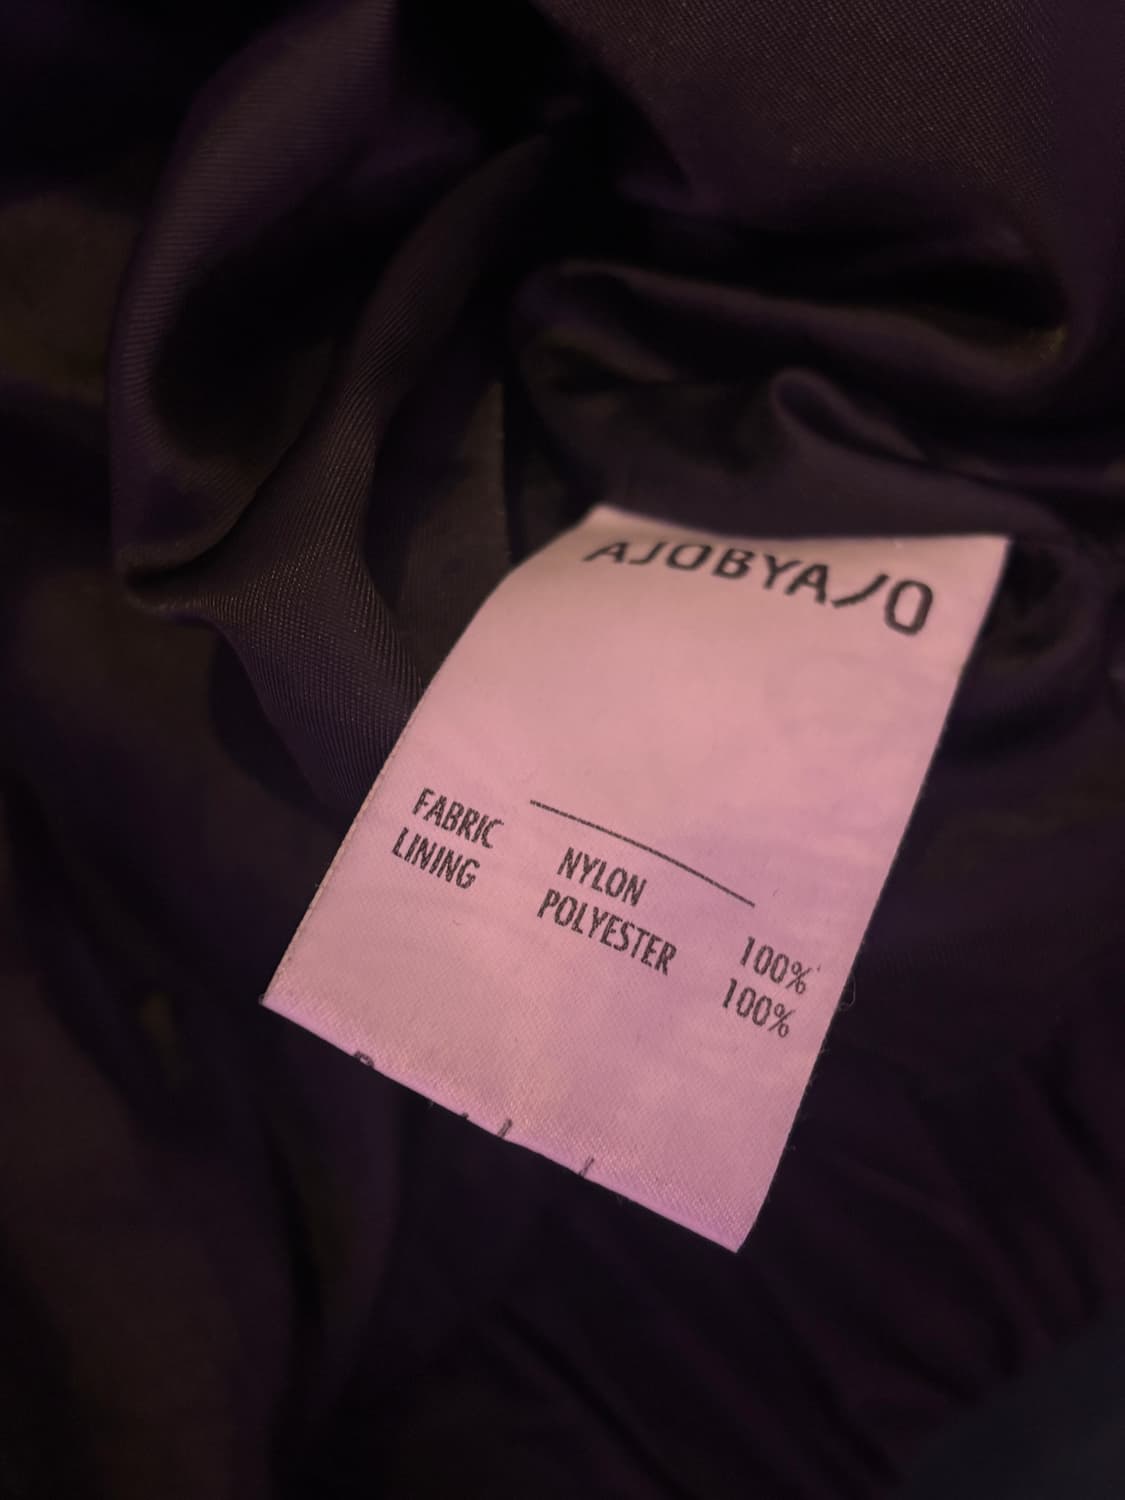 AJOBYAJO
FABRIC NYLON 100%
LINING POLYESTER 100%